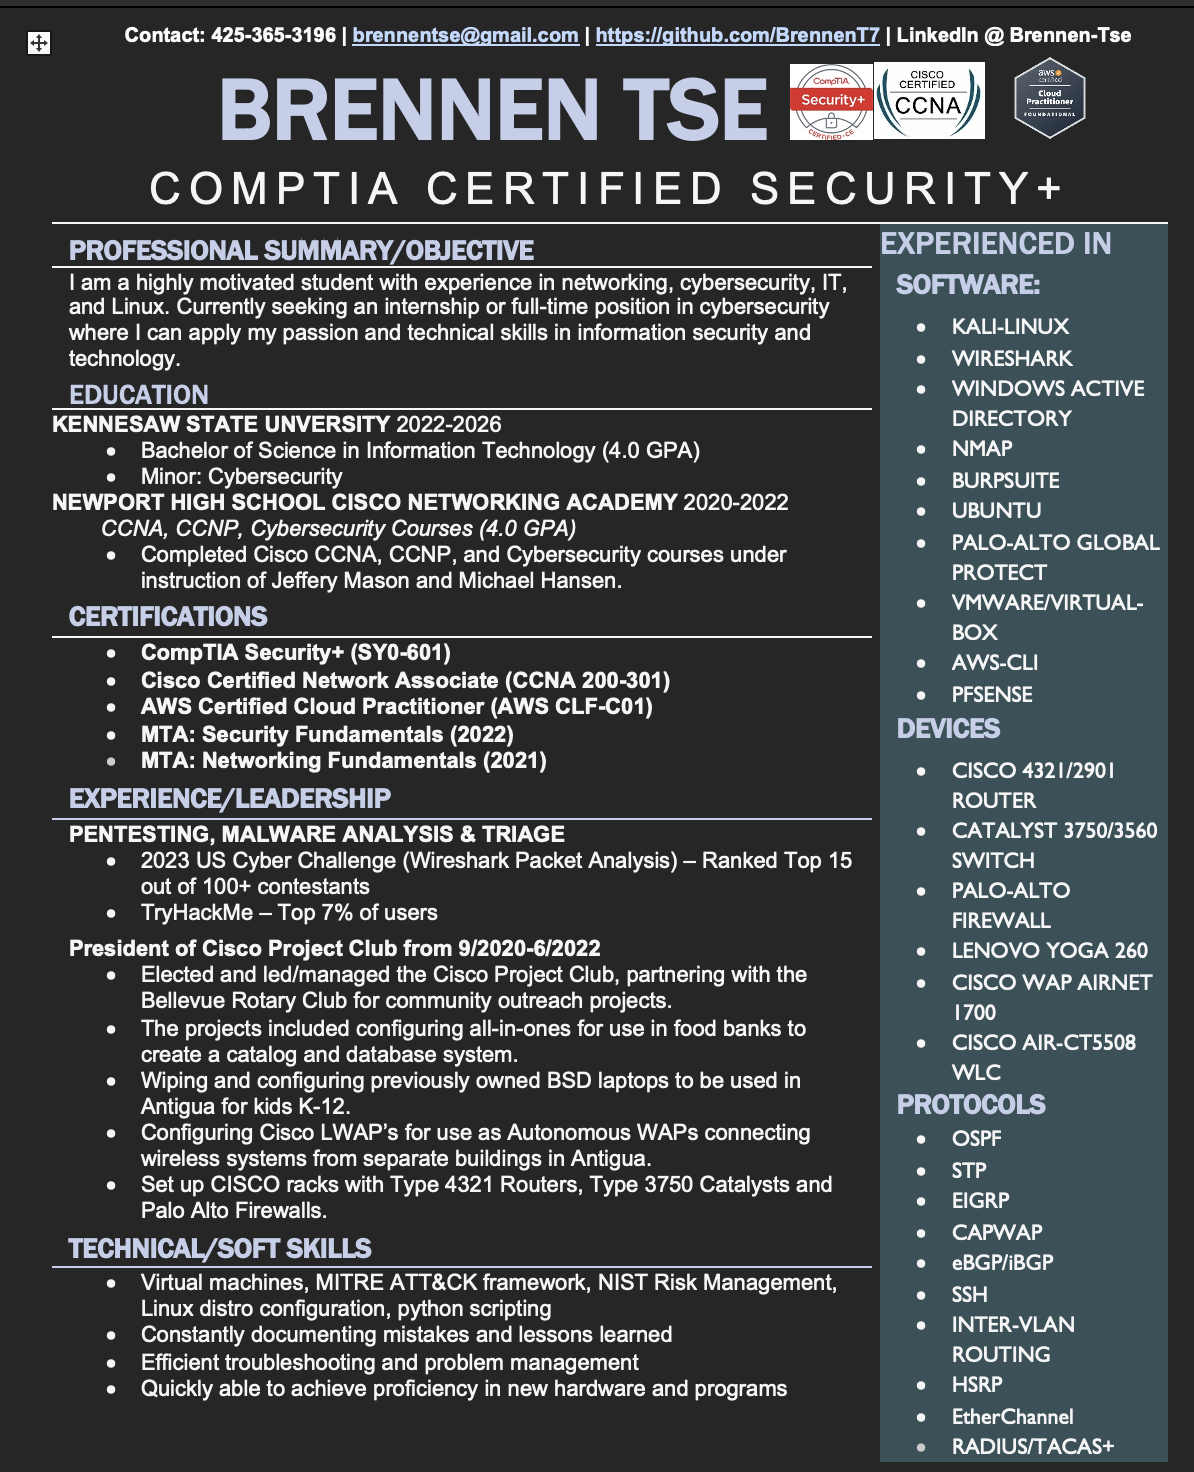 Contact: 425-365-3196 | brennentse@gmail.com | https://github.com/BrennenT7 | LinkedIn @ Brennen-Tse
BRENNEN TSE
CompTIA
Security+
CERTIFIED CE
CISCO
CERTIFIED
CCNA
aws
certified
Cloud
Practitioner
FOUNDATIONAL
COMPTIA CERTIFIED SECURITY+
PROFESSIONAL SUMMARY/OBJECTIVE
I am a highly motivated student with experience in networking, cybersecurity, IT,
and Linux. Currently seeking an internship or full-time position in cybersecurity
where I can apply my passion and technical skills in information security and
technology.
EDUCATION
KENNESAW STATE UNVERSITY 2022-2026
• Bachelor of Science in Information Technology (4.0 GPA)
• Minor: Cybersecurity
NEWPORT HIGH SCHOOL CISCO NETWORKING ACADEMY 2020-2022
CCNA, CCNP, Cybersecurity Courses (4.0 GPA)
• Completed Cisco CCNA, CCNP, and Cybersecurity courses under
instruction of Jeffery Mason and Michael Hansen.
CERTIFICATIONS
• CompTIA Security+ (SY0-601)
• Cisco Certified Network Associate (CCNA 200-301)
• AWS Certified Cloud Practitioner (AWS CLF-C01)
• MTA: Security Fundamentals (2022)
• MTA: Networking Fundamentals (2021)
EXPERIENCE/LEADERSHIP
PENTESTING, MALWARE ANALYSIS & TRIAGE
• 2023 US Cyber Challenge (Wireshark Packet Analysis) – Ranked Top 15
out of 100+ contestants
• TryHackMe – Top 7% of users
President of Cisco Project Club from 9/2020-6/2022
• Elected and led/managed the Cisco Project Club, partnering with the
Bellevue Rotary Club for community outreach projects.
• The projects included configuring all-in-ones for use in food banks to
create a catalog and database system.
• Wiping and configuring previously owned BSD laptops to be used in
Antigua for kids K-12.
• Configuring Cisco LWAP’s for use as Autonomous WAPs connecting
wireless systems from separate buildings in Antigua.
• Set up CISCO racks with Type 4321 Routers, Type 3750 Catalysts and
Palo Alto Firewalls.
TECHNICAL/SOFT SKILLS
• Virtual machines, MITRE ATT&CK framework, NIST Risk Management,
Linux distro configuration, python scripting
• Constantly documenting mistakes and lessons learned
• Efficient troubleshooting and problem management
• Quickly able to achieve proficiency in new hardware and programs
EXPERIENCED IN
SOFTWARE:
• KALI-LINUX
• WIRESHARK
• WINDOWS ACTIVE
DIRECTORY
• NMAP
• BURPSUITE
• UBUNTU
• PALO-ALTO GLOBAL
PROTECT
• VMWARE/VIRTUAL-
BOX
• AWS-CLI
• PFSENSE
DEVICES
• CISCO 4321/2901
ROUTER
• CATALYST 3750/3560
SWITCH
• PALO-ALTO
FIREWALL
• LENOVO YOGA 260
• CISCO WAP AIRNET
1700
• CISCO AIR-CT5508
WLC
PROTOCOLS
• OSPF
• STP
• EIGRP
• CAPWAP
• eBGP/iBGP
• SSH
• INTER-VLAN
ROUTING
• HSRP
• EtherChannel
• RADIUS/TACAS+